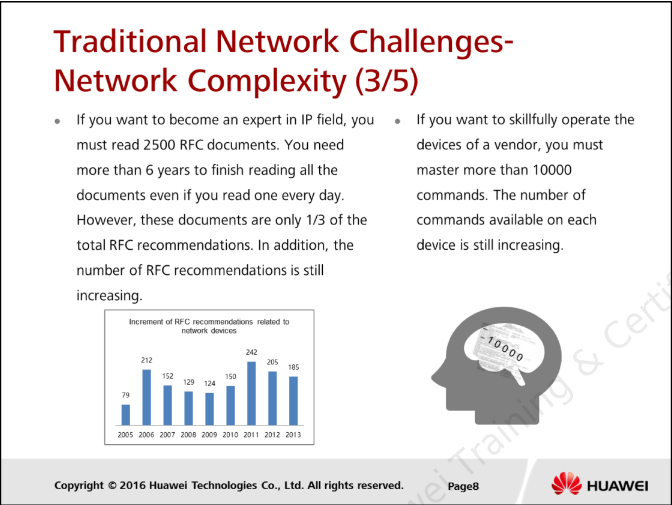 Traditional Network Challenges-
Network Complexity (3/5)
• If you want to become an expert in IP field, you
must read 2500 RFC documents. You need
more than 6 years to finish reading all the
documents even if you read one every day.
However, these documents are only 1/3 of the
total RFC recommendations. In addition, the
number of RFC recommendations is still
increasing.
• If you want to skillfully operate the
devices of a vendor, you must
master more than 10000
commands. The number of
commands available on each
device is still increasing.
Increment of RFC recommendations related to
network devices
79 212 152 129 124 150 242 205 185
2005 2006 2007 2008 2009 2010 2011 2012 2013
~10000
Copyright © 2016 Huawei Technologies Co., Ltd. All rights reserved.
Page8
HUAWEI